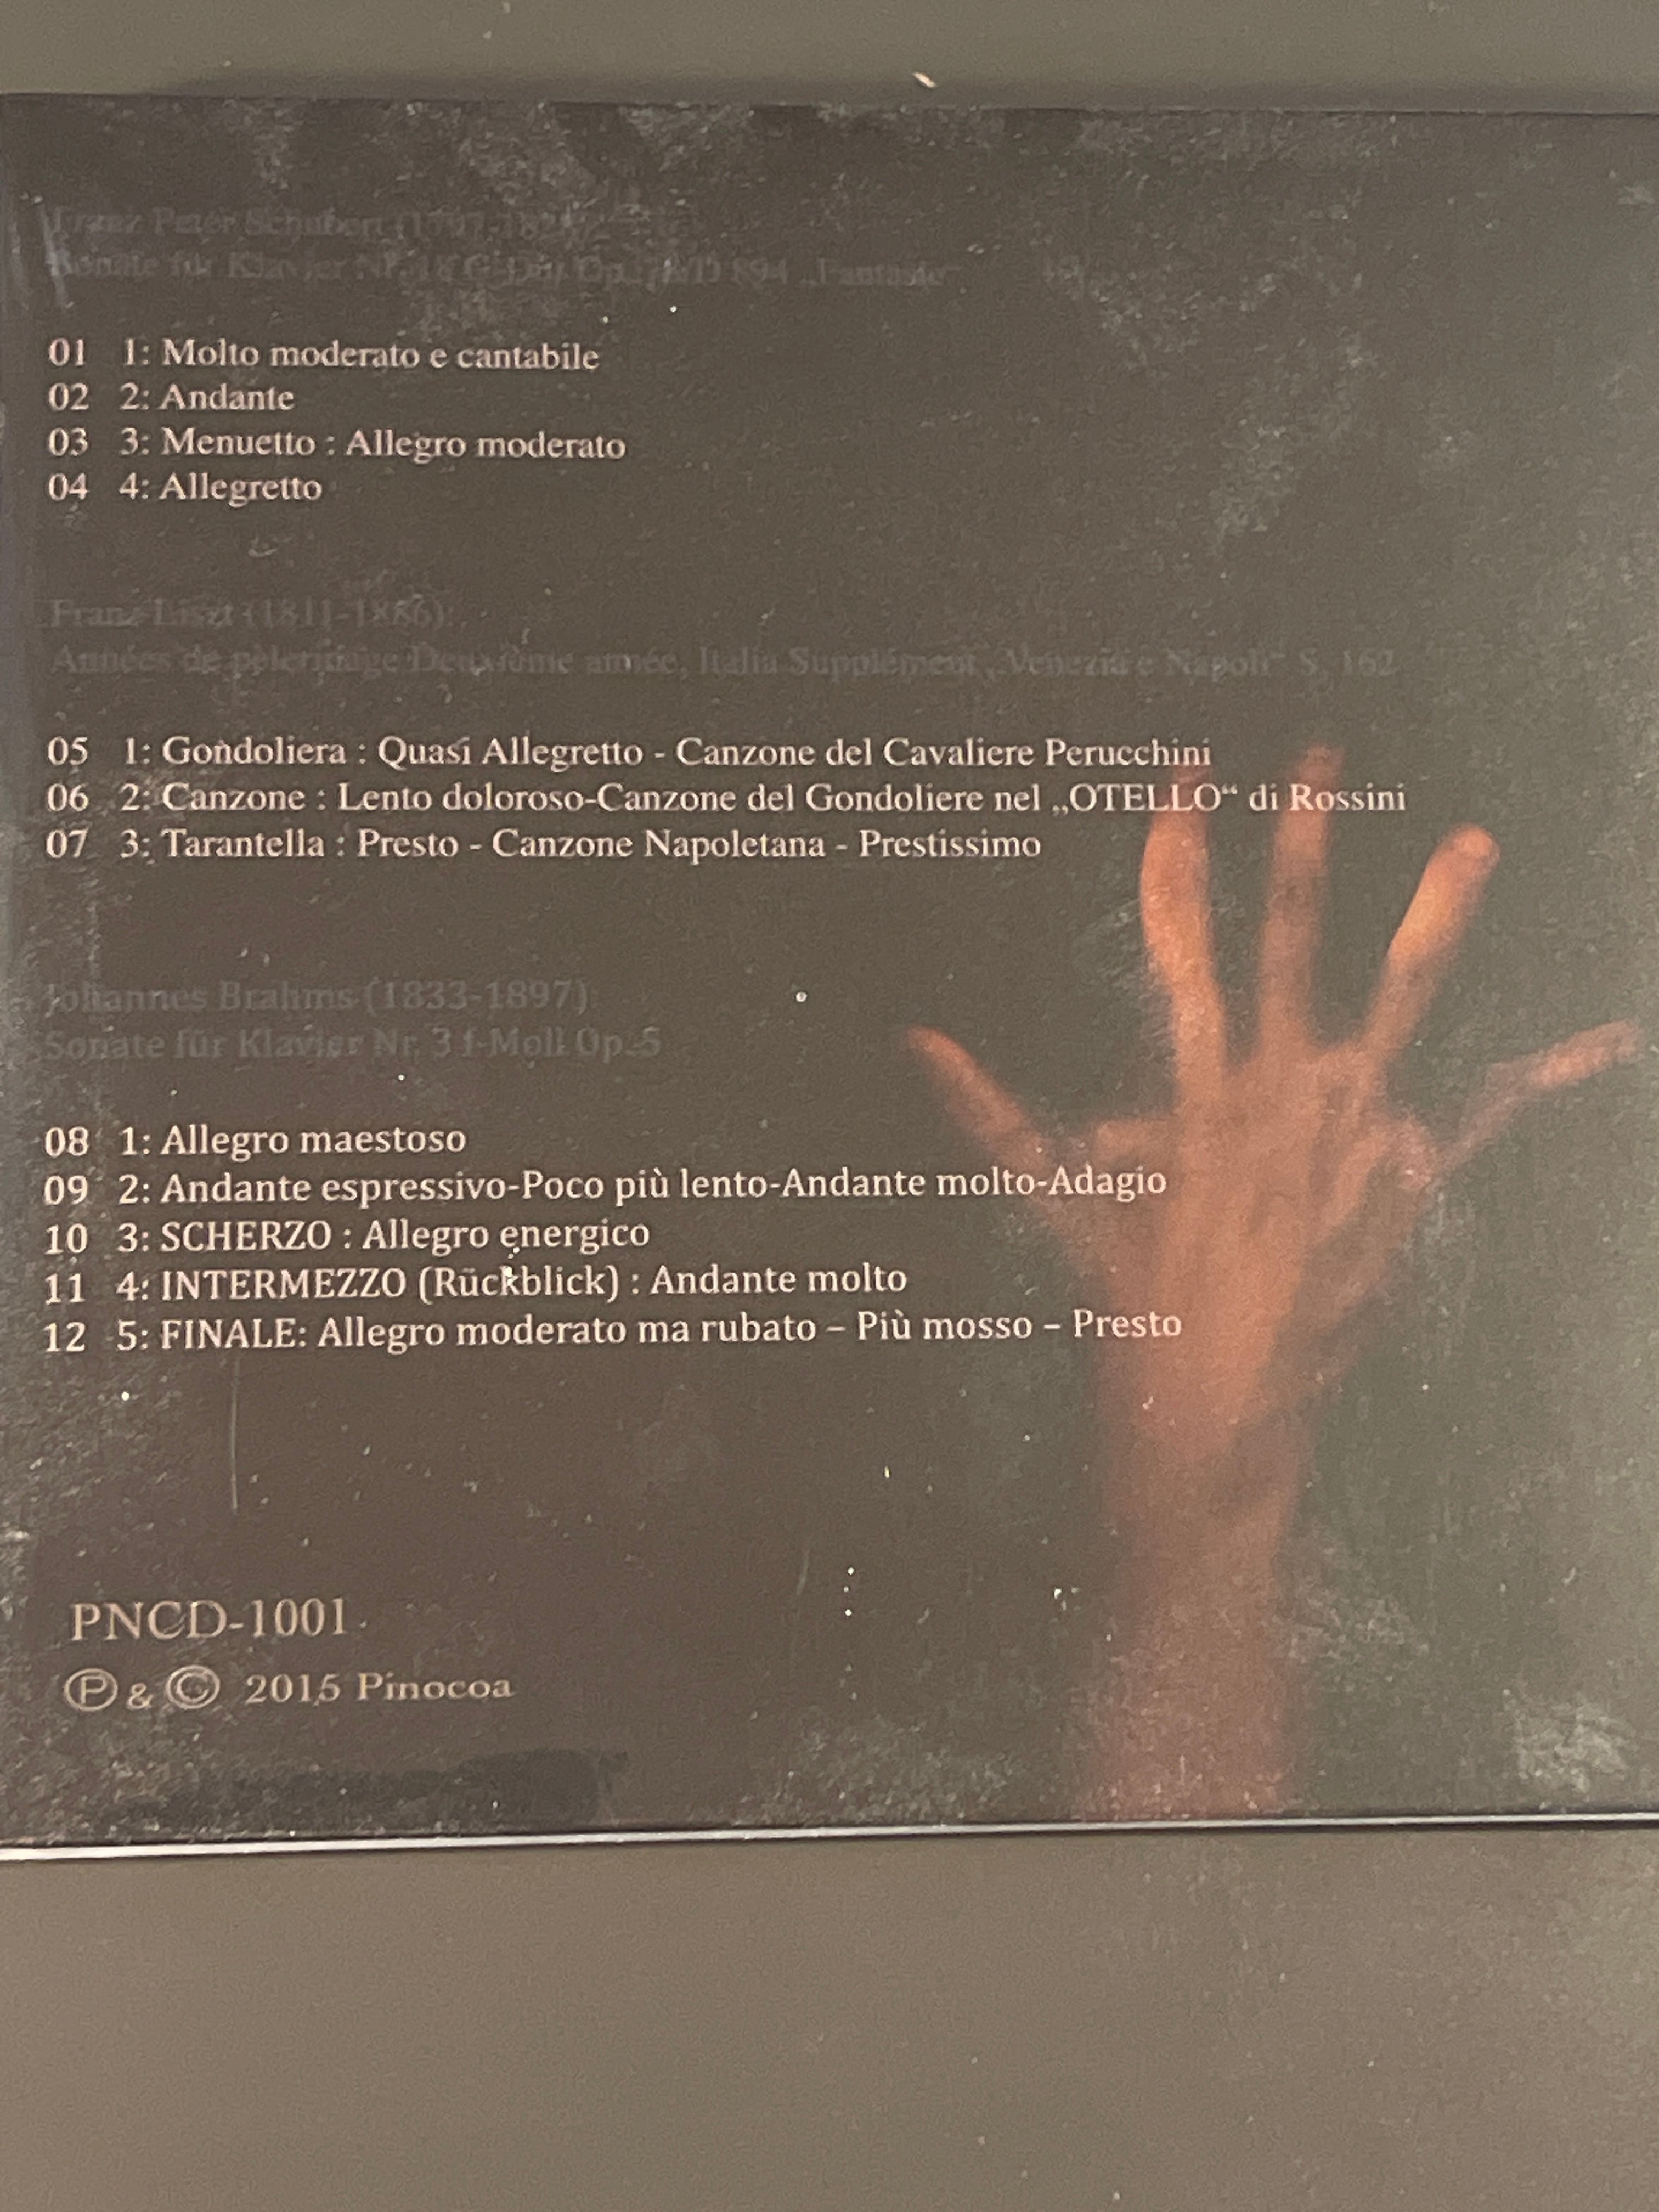 Franz Peter Schubert (1797-1828):
Sonate für Klavier Nr. 18 G-Dur Op. 78/D 894 „Fantasie“
01 1: Molto moderato e cantabile
02 2: Andante
03 3: Menuetto : Allegro moderato
04 4: Allegretto
Franz Liszt (1811-1886):
Années de pèlerinage Deuxième année, Italia Supplément „Venezia e Napoli“ S. 162
05 1: Gondoliera : Quasi Allegretto - Canzone del Cavaliere Perucchini
06 2: Canzone : Lento doloroso-Canzone del Gondoliere nel „OTELLO“ di Rossini
07 3: Tarantella : Presto - Canzone Napoletana - Prestissimo
Johannes Brahms (1833-1897)
Sonate für Klavier Nr. 3 f-Moll Op. 5
08 1: Allegro maestoso
09 2: Andante espressivo-Poco più lento-Andante molto-Adagio
10 3: SCHERZO : Allegro energico
11 4: INTERMEZZO (Rückblick) : Andante molto
12 5: FINALE: Allegro moderato ma rubato – Più mosso – Presto
PNCD-1001
℗ & © 2015 Pinocoa